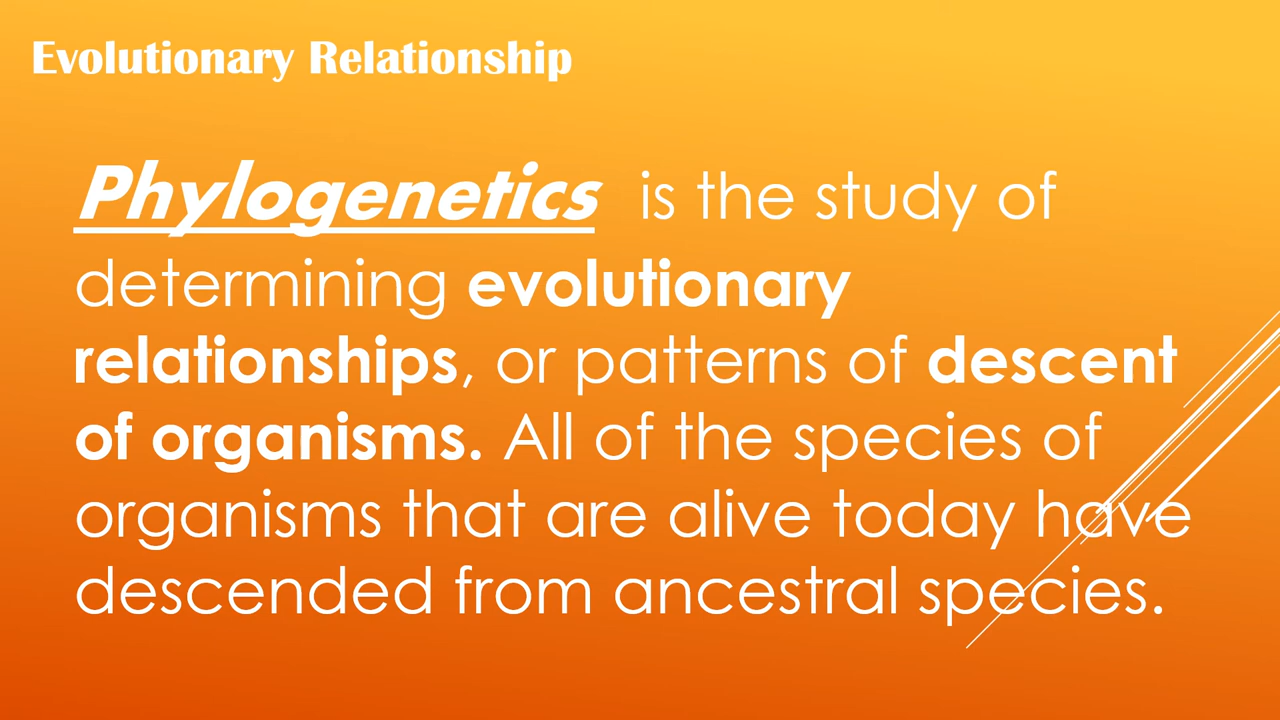 Evolutionary Relationship
Phylogenetics is the study of
determining evolutionary
relationships, or patterns of descent
of organisms. All of the species of
organisms that are alive today have
descended from ancestral species.